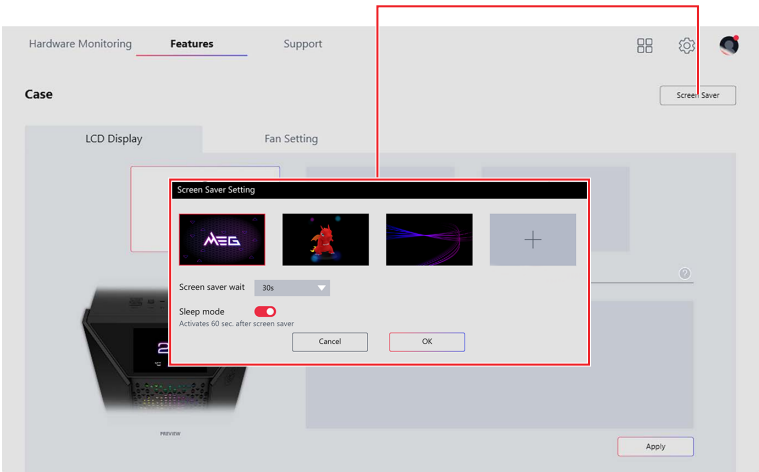 Hardware Monitoring
Features
Support
Case
Screen Saver
LCD Display
Fan Setting
Screen Saver Setting
MEG
Screen saver wait
30s
Sleep mode
Activates 60 sec. after screen saver
Cancel
OK
?
2
PREVIEW
Apply